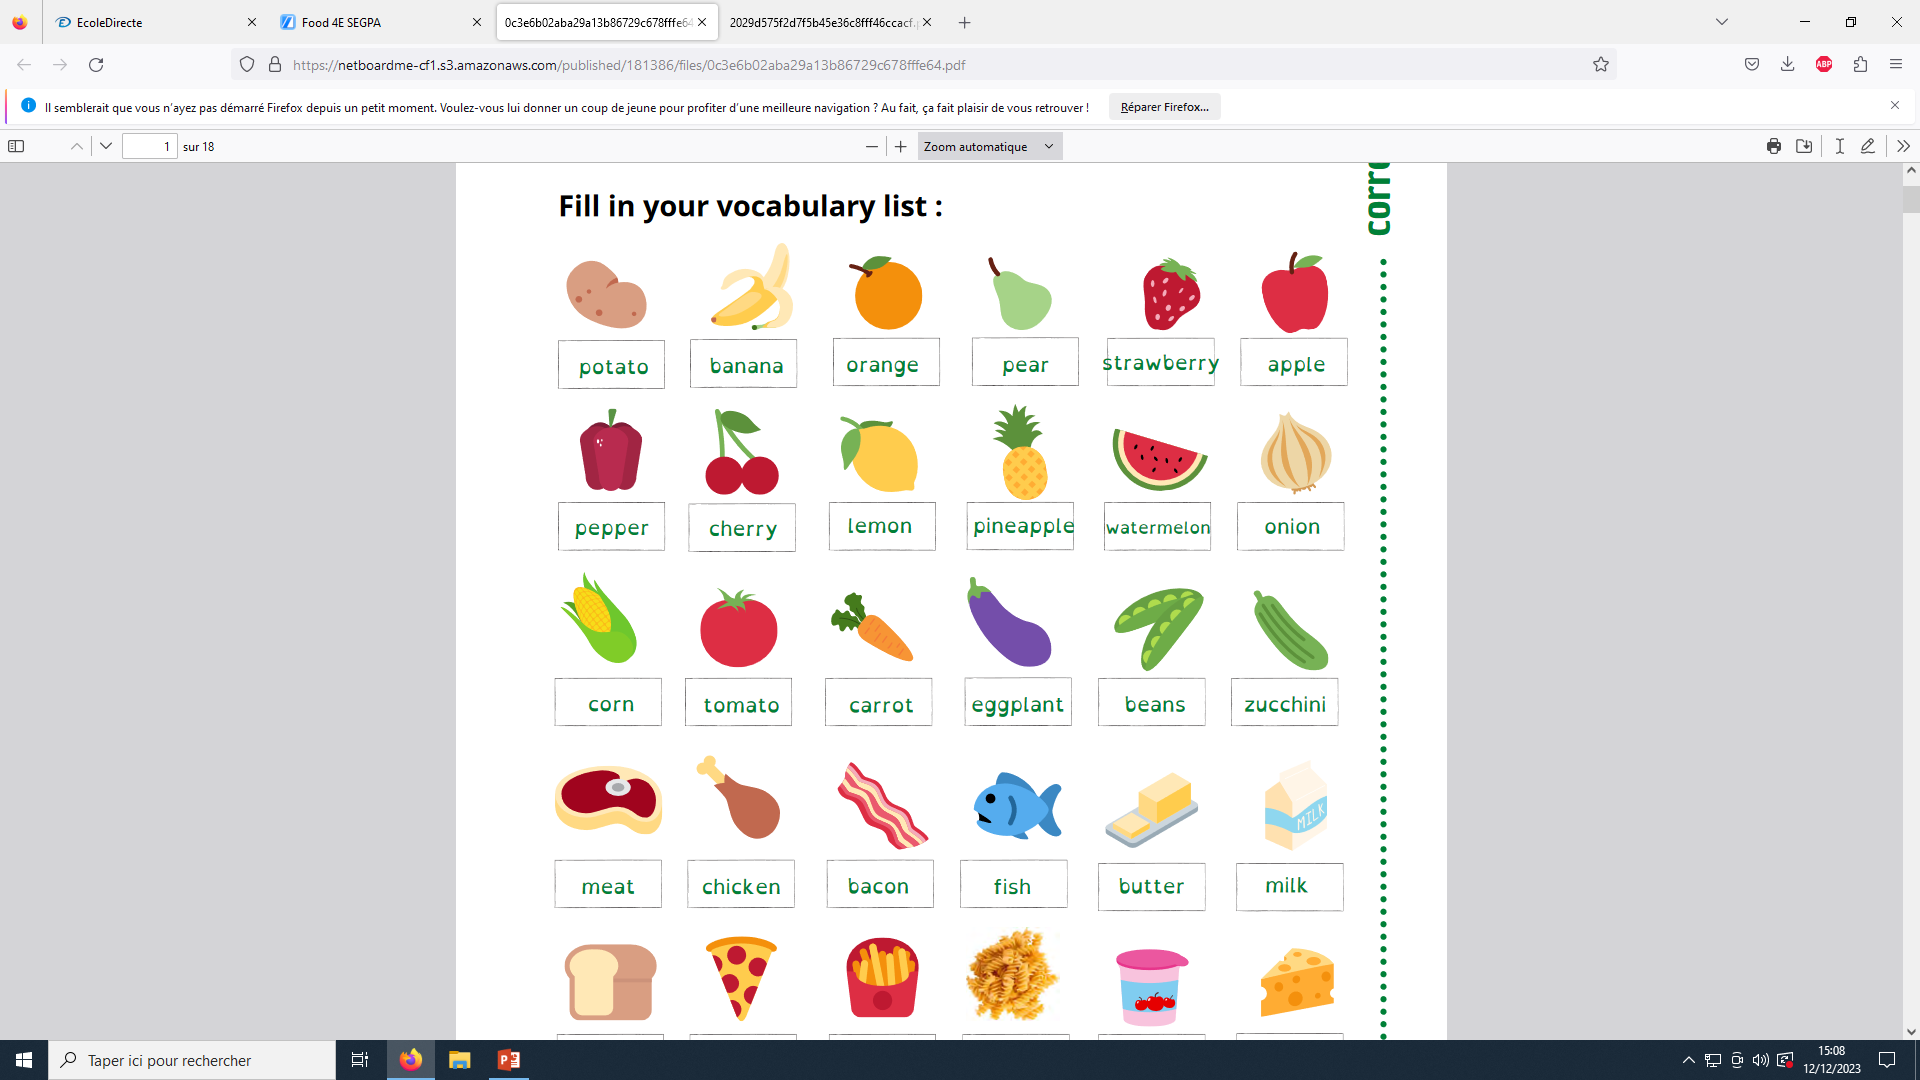 EcoleDirecte
Food 4E SEGPA
0c3e6b02aba29a13b86729c678fffe64
2029d575f2d7f5b45e36c8fff46ccacf.
https://netboardme-cf1.s3.amazonaws.com/published/181386/files/0c3e6b02aba29a13b86729c678fffe64.pdf
ABP
Il semblerait que vous n'ayez pas démarré Firefox depuis un petit moment. Voulez-vous lui donner un coup de jeune pour profiter d'une meilleure navigation ? Au fait, ça fait plaisir de vous retrouver !
Réparer Firefox...
1 sur 18
Zoom automatique
Fill in your vocabulary list :
corre
potato banana orange pear strawberry apple
pepper cherry lemon pineapple watermelon onion
corn tomato carrot eggplant beans zucchini
MILK
meat chicken bacon fish butter milk
Taper ici pour rechercher
15:08
12/12/2023